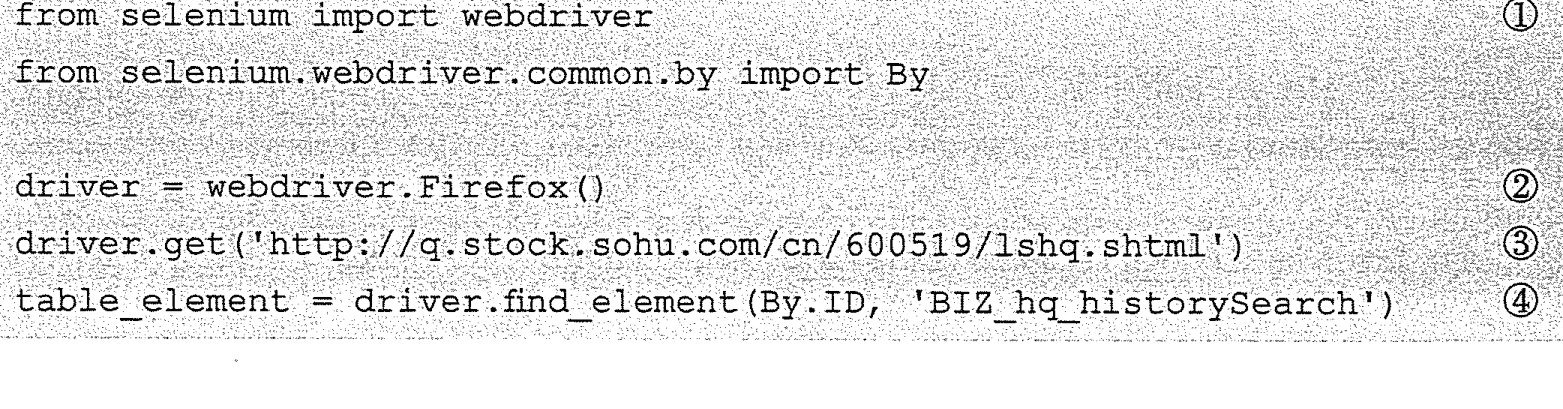 from selenium import webdriver ①
from selenium.webdriver.common.by import By
driver = webdriver.Firefox() ②
driver.get('http://q.stock.sohu.com/cn/600519/lshq.shtml') ③
table_element = driver.find_element(By.ID, 'BIZ_hq_historySearch') ④